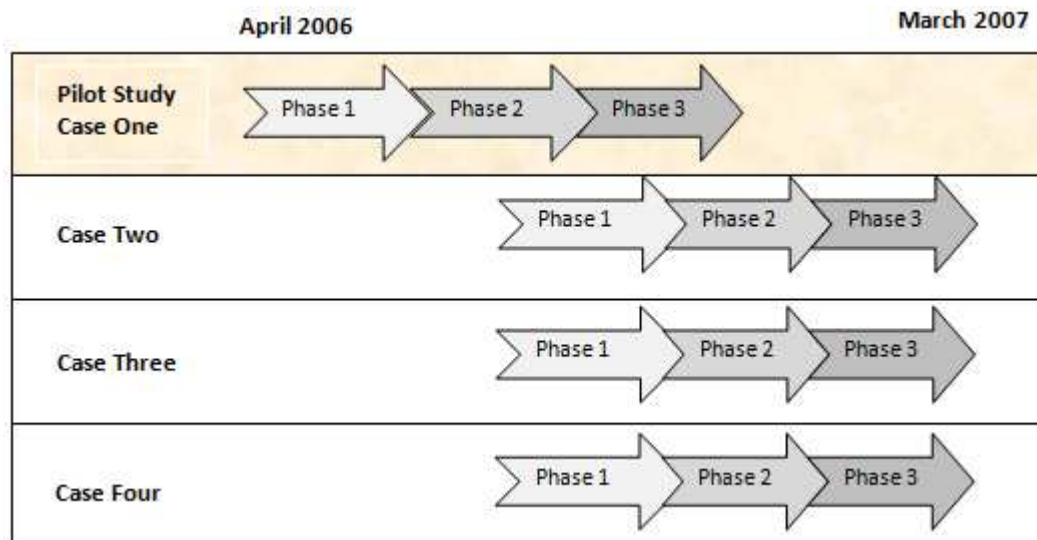 April 2006
March 2007
Pilot Study
Case One
Phase 1
Phase 2
Phase 3
Case Two
Phase 1
Phase 2
Phase 3
Case Three
Phase 1
Phase 2
Phase 3
Case Four
Phase 1
Phase 2
Phase 3